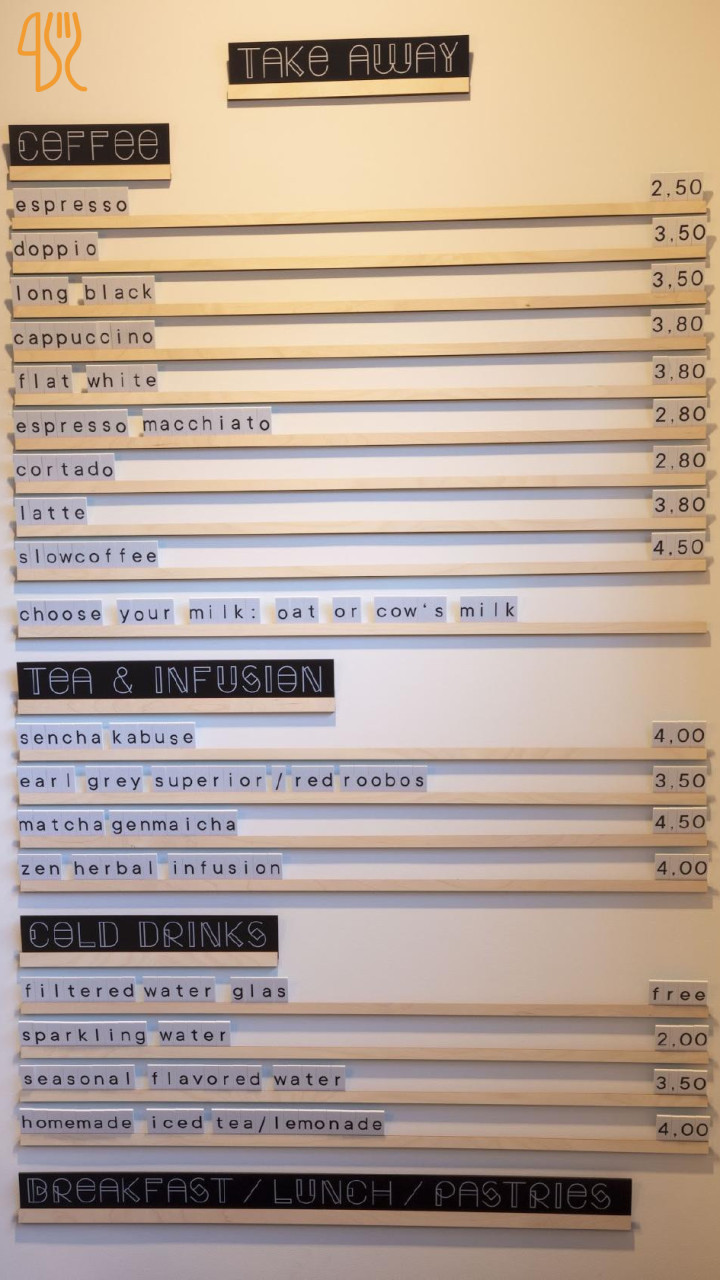 TAKE AWAY
COFFEE
espresso 2,50
doppio 3,50
long black 3,50
cappuccino 3,80
flat white 3,80
espresso macchiato 2,80
cortado 2,80
latte 3,80
slowcoffee 4,50
choose your milk: oat or cow's milk
TEA & INFUSION
sencha kabuse 4,00
earl grey superior / red roobos 3,50
matcha genmaicha 4,50
zen herbal infusion 4,00
COLD DRINKS
filtered water glas free
sparkling water 2,00
seasonal flavored water 3,50
homemade iced tea/lemonade 4,00
BREAKFAST / LUNCH / PASTRIES